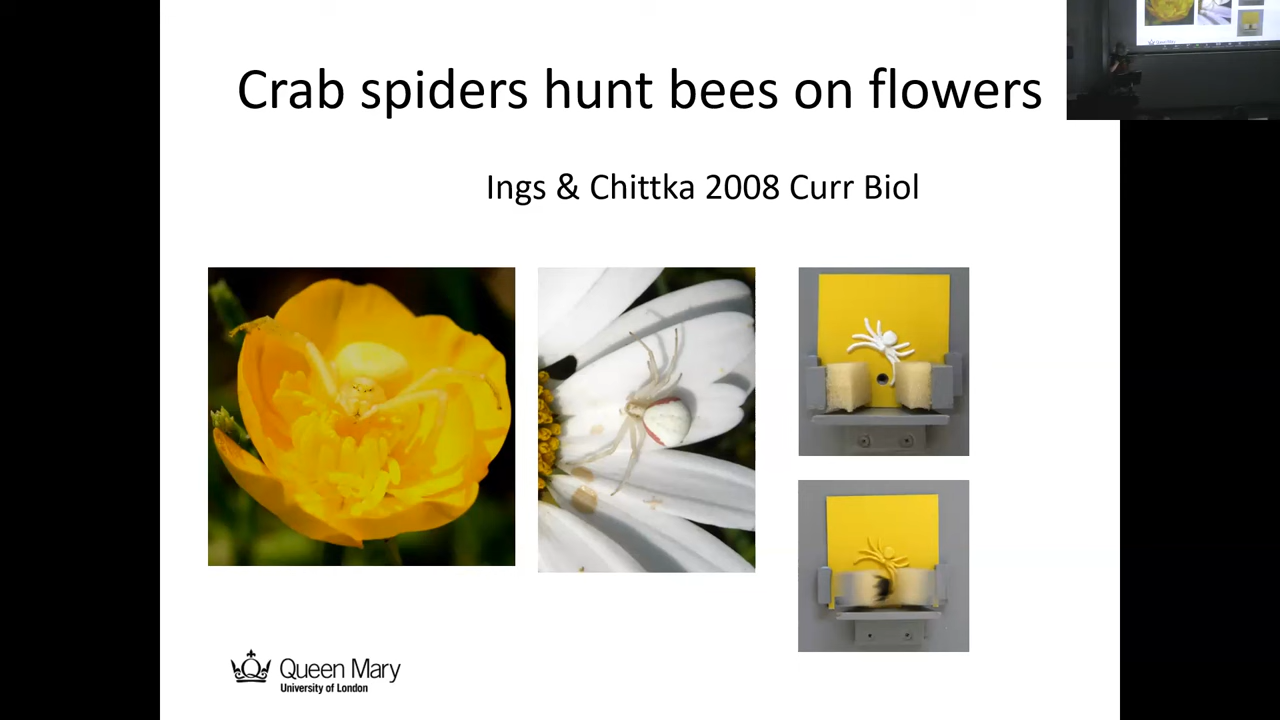 Crab spiders hunt bees on flowers
Ings & Chittka 2008 Curr Biol
Queen Mary
University of London